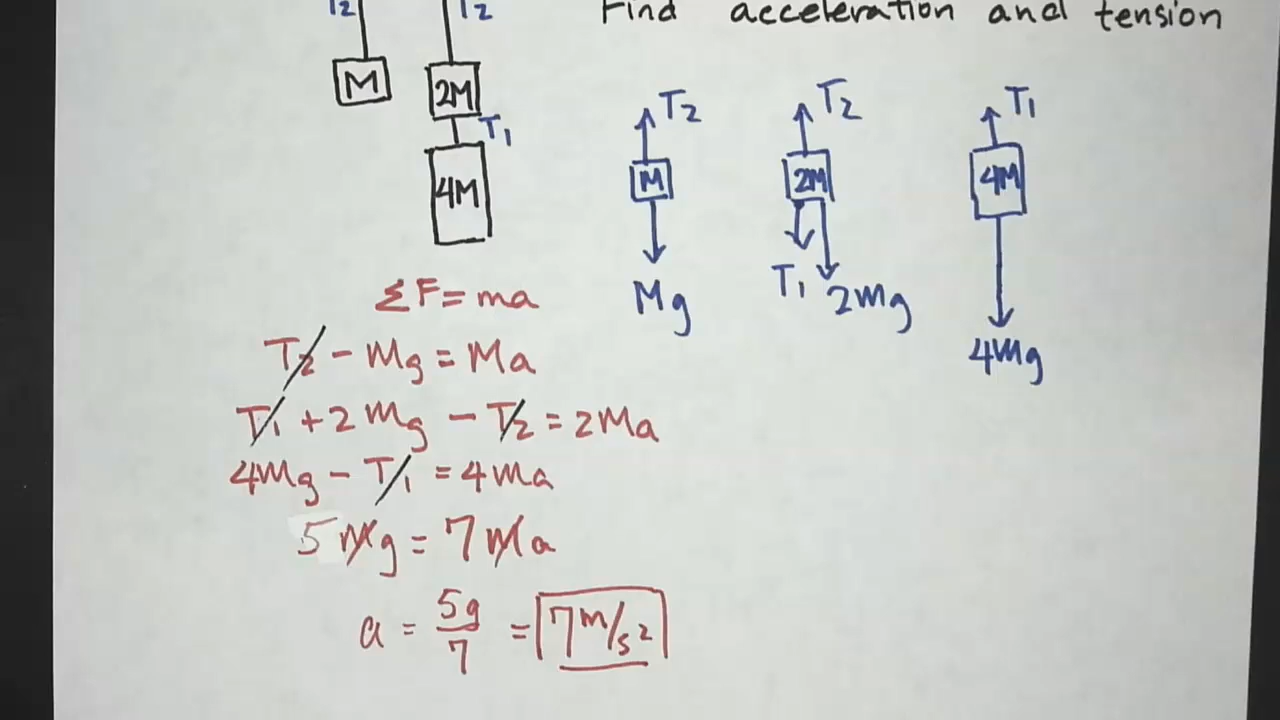 T2 T2 Find acceleration and tension
M 2M T1 4M
T2 T2 T1
M 2M 4M
Mg T1 2mg 4mg
ΣF = ma
T2 - Mg = Ma
T1 + 2Mg - T2 = 2Ma
4Mg - T1 = 4ma
5mg = 7Ma
a = 5g/7 = 7 m/s²